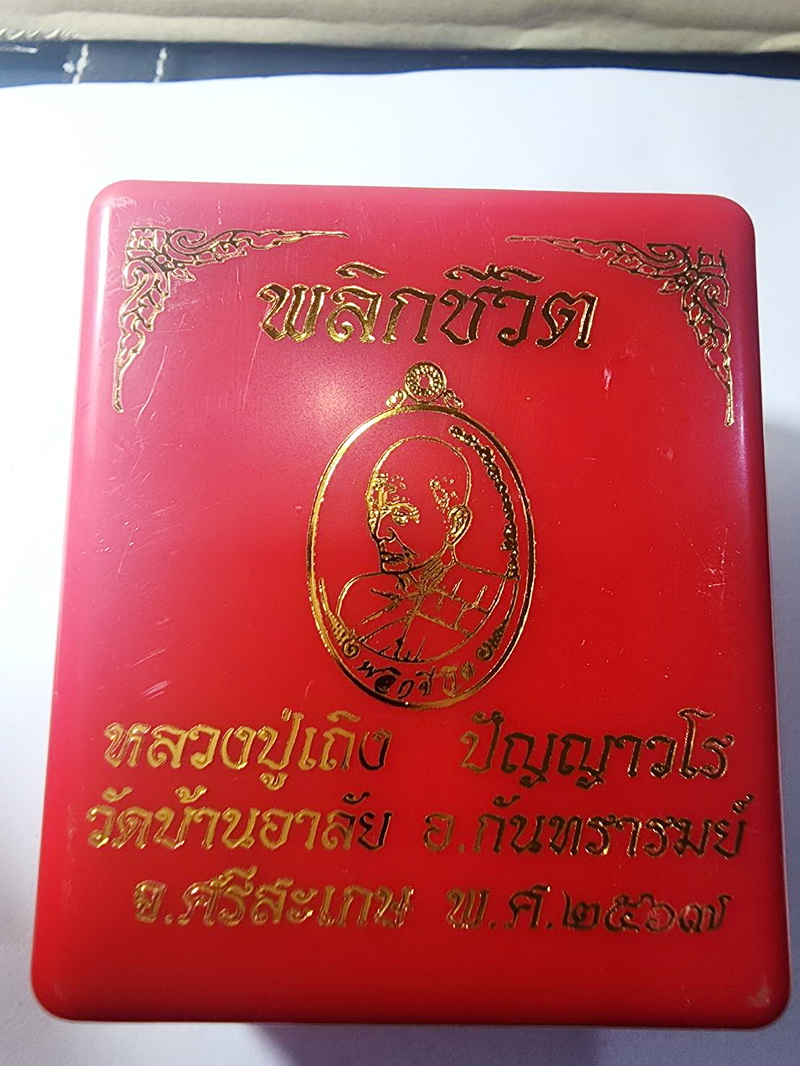 พลิกชีวิต
พลิกชีวิต
หลวงปู่เถิง ปัญญาวโร
วัดบ้านอาลัย อ.กันทรารมย์
จ.ศรีสะเกษ พ.ศ.๒๕๖๗